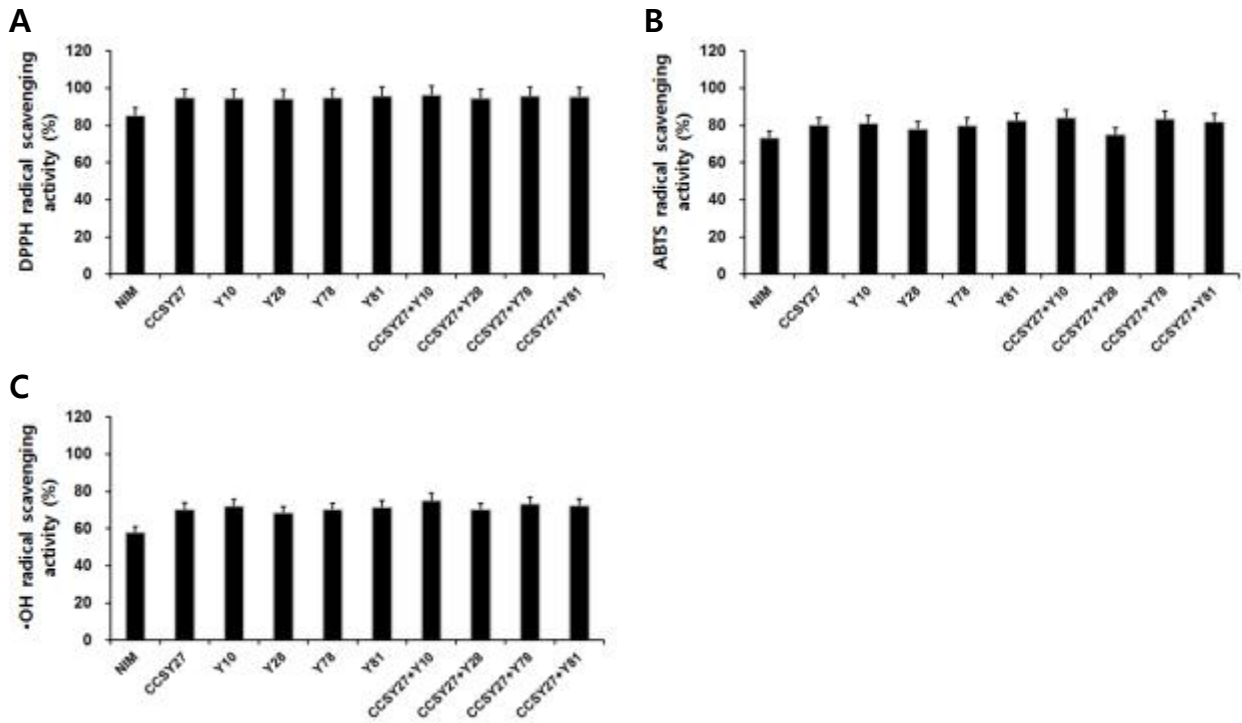 A
DPPH radical scavenging
activity (%)
120
100
80
60
40
20
0
NIM
CCSY27
Y10
Y28
Y78
Y81
CCSY27+Y10
CCSY27+Y28
CCSY27+Y78
CCSY27+Y81
B
ABTS radical scavenging
activity (%)
120
100
80
60
40
20
0
NIM
CCSY27
Y10
Y28
Y78
Y81
CCSY27+Y10
CCSY27+Y28
CCSY27+Y78
CCSY27+Y81
C
•OH radical scavenging
activity (%)
120
100
80
60
40
20
0
NIM
CCSY27
Y10
Y28
Y78
Y81
CCSY27+Y10
CCSY27+Y28
CCSY27+Y78
CCSY27+Y81